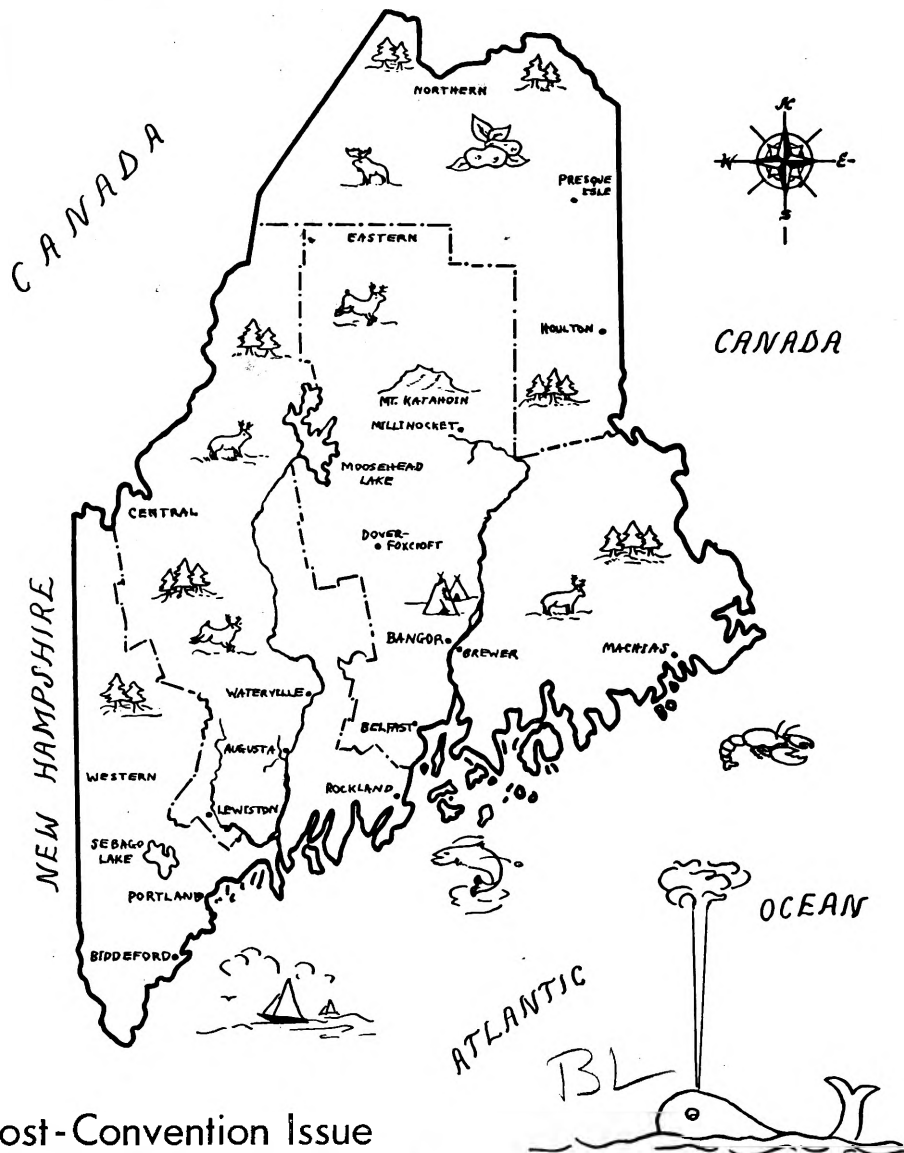 CANADA
NORTHERN
N
W
E
S
PRESQUE
ISLE
EASTERN
HOULTON
CANADA
MT. KATAHDIN
MILLINOCKET
MOOSEHEAD
LAKE
CENTRAL
DOVER-
FOXCROFT
NEW HAMPSHIRE
BANGOR
BREWER
MACHIAS
WATERVILLE
BELFAST
AUGUSTA
WESTERN
ROCKLAND
LEWISTON
SEBAGO
LAKE
PORTLAND
OCEAN
BIDDEFORD
ATLANTIC
BL
ost-Convention Issue